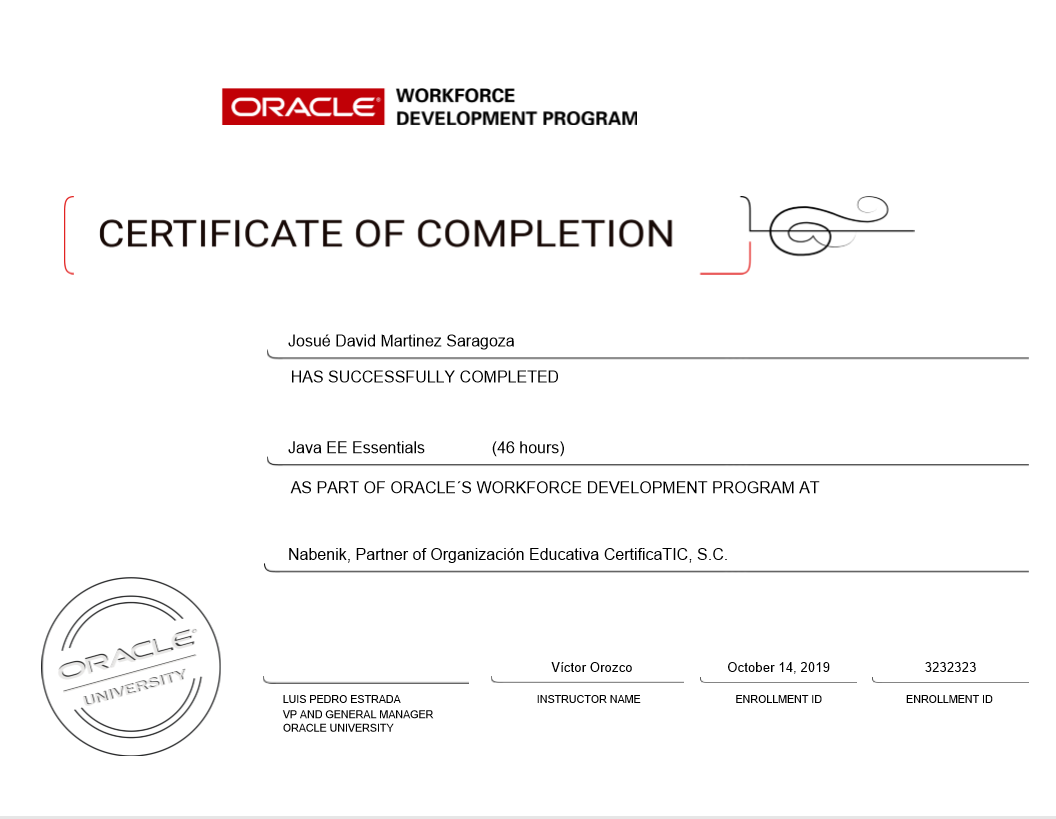 ORACLE® WORKFORCE
DEVELOPMENT PROGRAM
CERTIFICATE OF COMPLETION
Josué David Martinez Saragoza
HAS SUCCESSFULLY COMPLETED
Java EE Essentials (46 hours)
AS PART OF ORACLE´S WORKFORCE DEVELOPMENT PROGRAM AT
Nabenik, Partner of Organización Educativa CertificaTIC, S.C.
ORACLE®
UNIVERSITY
Víctor Orozco October 14, 2019 3232323
LUIS PEDRO ESTRADA INSTRUCTOR NAME ENROLLMENT ID ENROLLMENT ID
VP AND GENERAL MANAGER
ORACLE UNIVERSITY